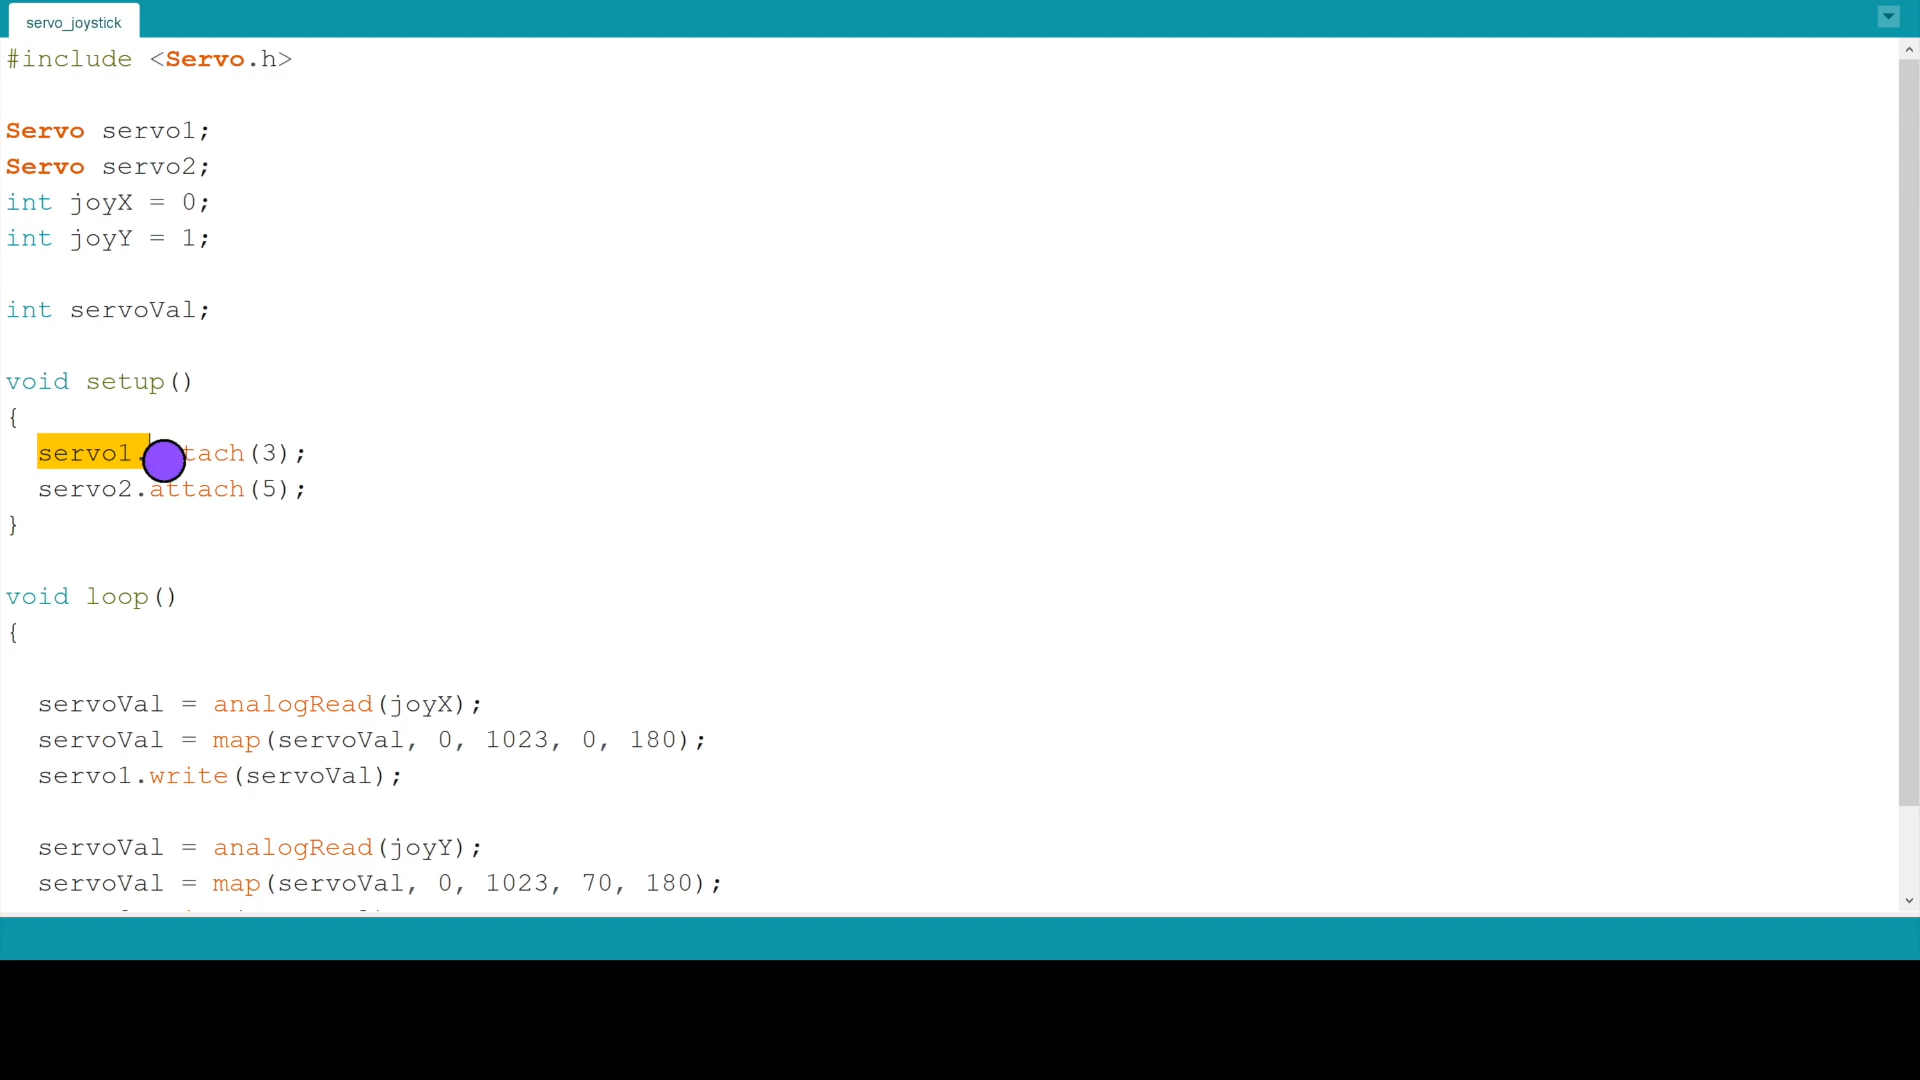 servo_joystick
#include <Servo.h>
Servo servo1;
Servo servo2;
int joyX = 0;
int joyY = 1;
int servoVal;
void setup()
{
servo1. tach(3);
servo2.attach(5);
}
void loop()
{
servoVal = analogRead(joyX);
servoVal = map(servoVal, 0, 1023, 0, 180);
servo1.write(servoVal);
servoVal = analogRead(joyY);
servoVal = map(servoVal, 0, 1023, 70, 180);